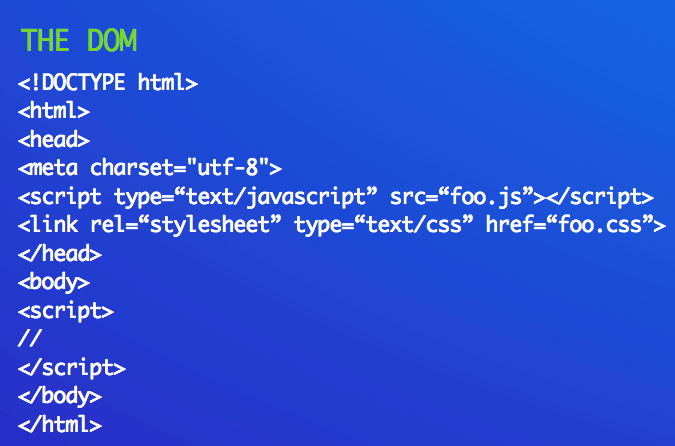 THE DOM
<!DOCTYPE html>
<html>
<head>
<meta charset="utf-8">
<script type=“text/javascript” src=“foo.js”></script>
<link rel=“stylesheet” type=“text/css” href=“foo.css”>
</head>
<body>
<script>
//
</script>
</body>
</html>